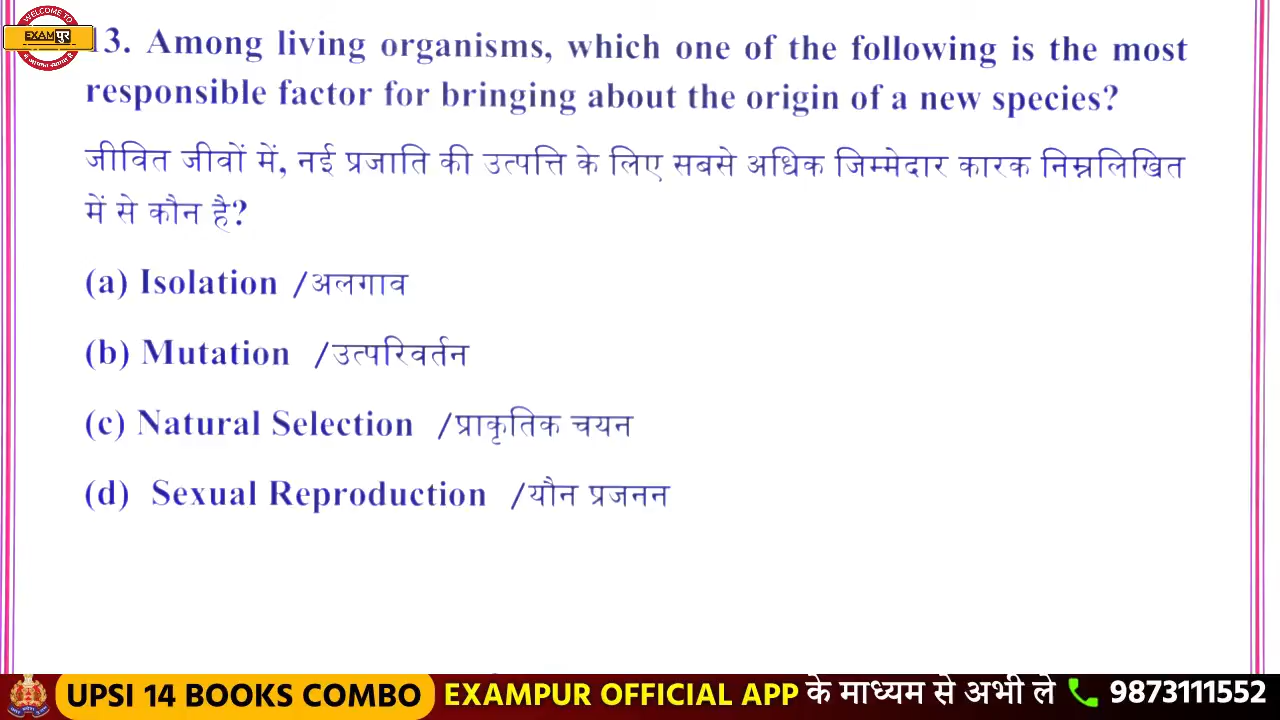 WELCOME TO
EXAMपुर
13. Among living organisms, which one of the following is the most
responsible factor for bringing about the origin of a new species?
जीवित जीवों में, नई प्रजाति की उत्पत्ति के लिए सबसे अधिक जिम्मेदार कारक निम्नलिखित
में से कौन है?
(a) Isolation /अलगाव
(b) Mutation /उत्परिवर्तन
(c) Natural Selection /प्राकृतिक चयन
(d) Sexual Reproduction /यौन प्रजनन
UPSI 14 BOOKS COMBO EXAMPUR OFFICIAL APP के माध्यम से अभी ले 9873111552